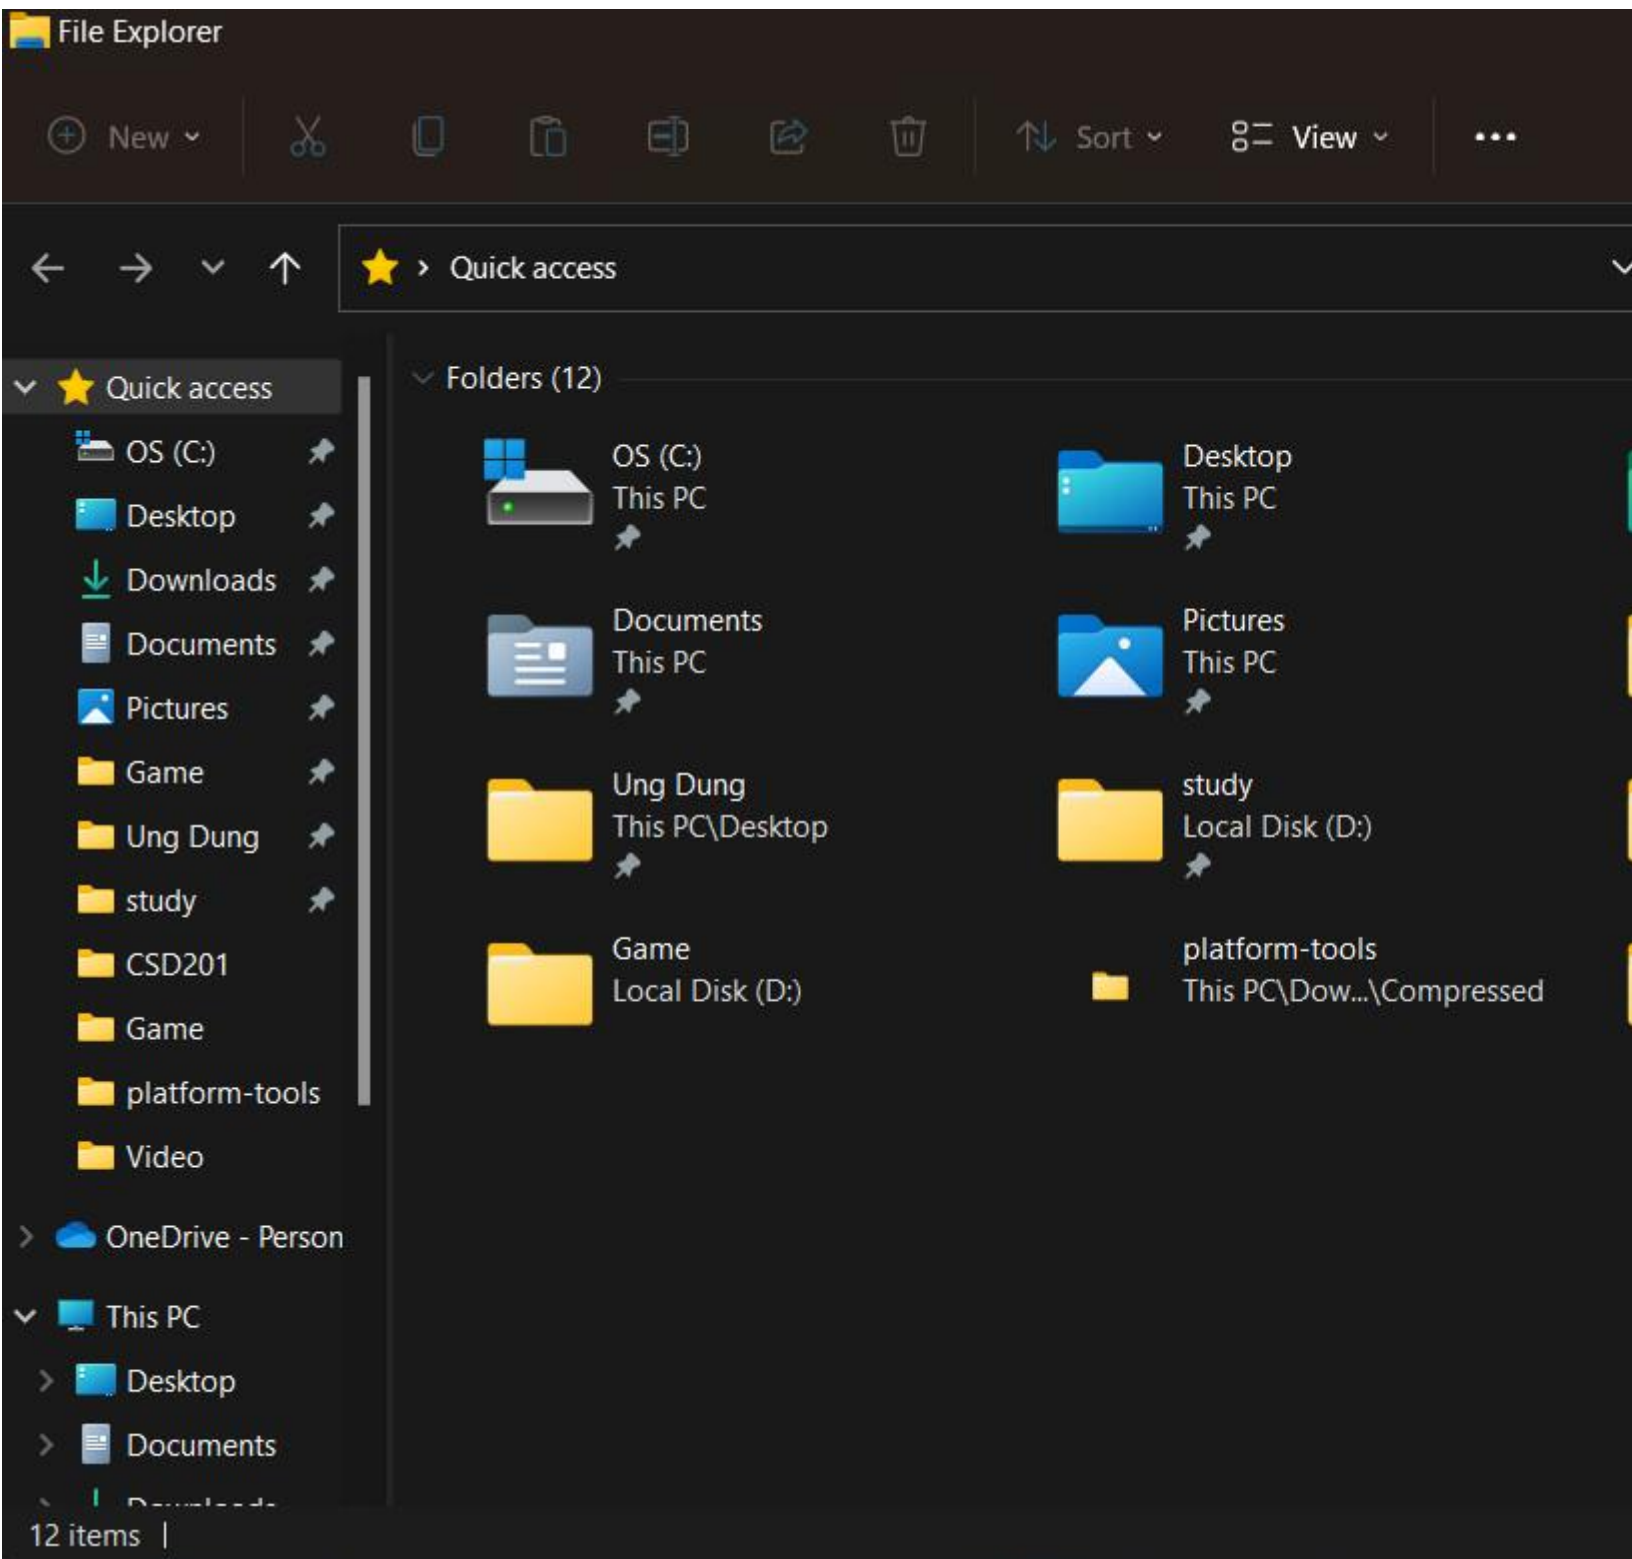 File Explorer
New
Sort
View
Quick access
Quick access
OS (C:)
Desktop
Downloads
Documents
Pictures
Game
Ung Dung
study
CSD201
Game
platform-tools
Video
OneDrive - Person
This PC
Desktop
Documents
Folders (12)
OS (C:)
This PC
Desktop
This PC
Documents
This PC
Pictures
This PC
Ung Dung
This PC\Desktop
study
Local Disk (D:)
Game
Local Disk (D:)
platform-tools
This PC\Dow...\Compressed
12 items